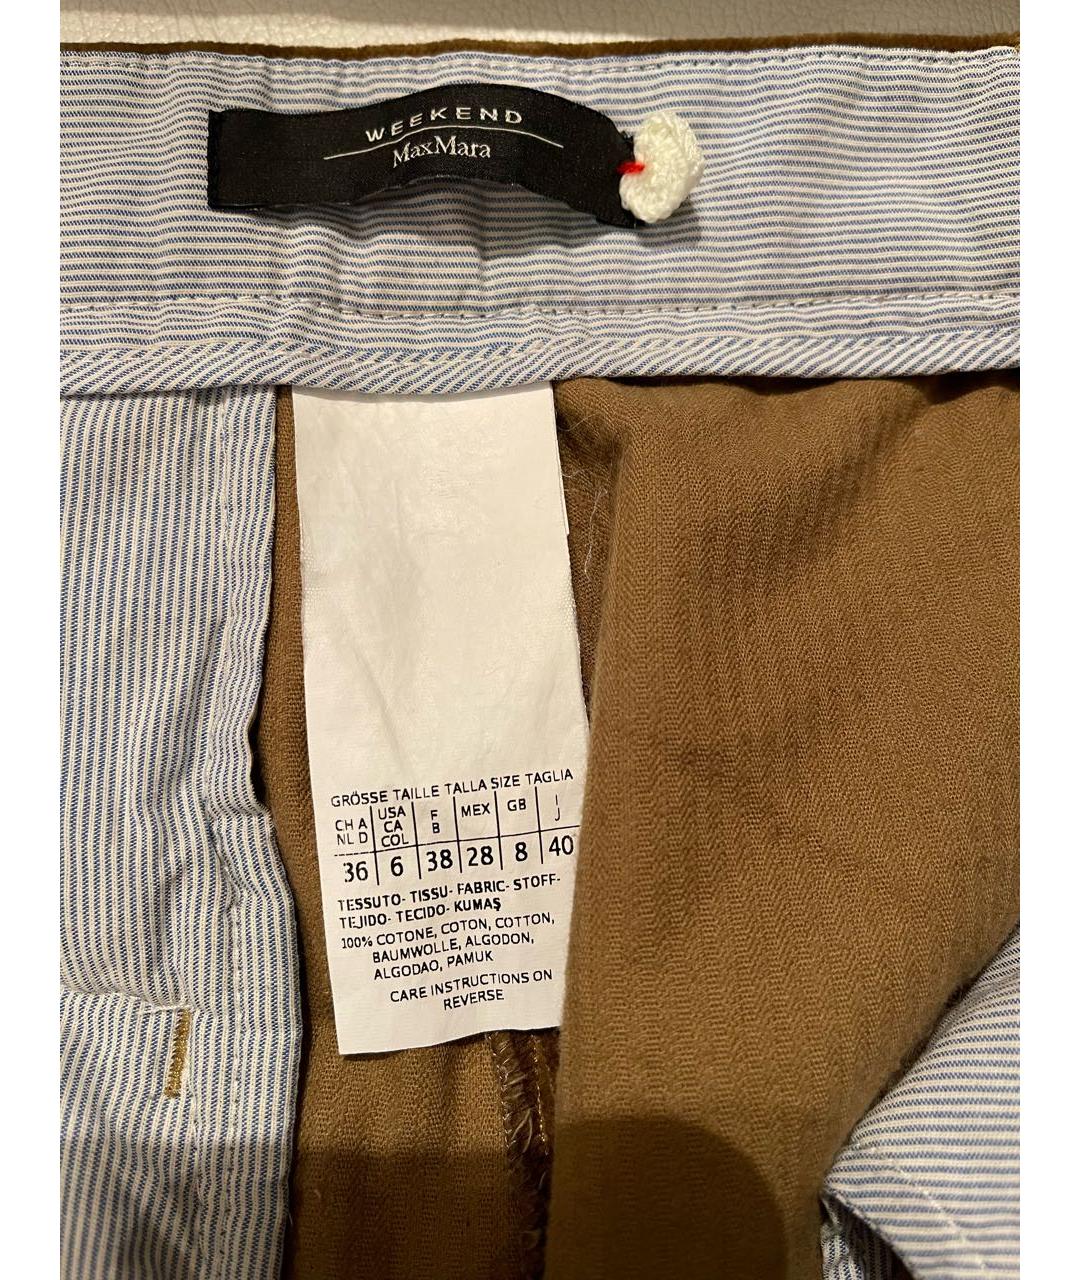 WEEKEND
MaxMara
GRÖSSE TAILLE TALLA SIZE TAGLIA
CH A NL D USA CA COL F B MEX GB I J
36 6 38 28 8 40
TESSUTO- TISSU- FABRIC- STOFF-
TEJIDO- TECIDO- KUMAŞ
100% COTONE, COTON, COTTON,
BAUMWOLLE, ALGODON,
ALGODAO, PAMUK
CARE INSTRUCTIONS ON
REVERSE